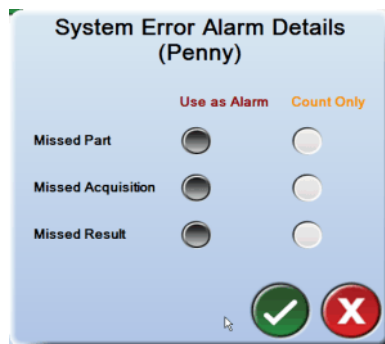 System Error Alarm Details
(Penny)
Use as Alarm Count Only
Missed Part
Missed Acquisition
Missed Result